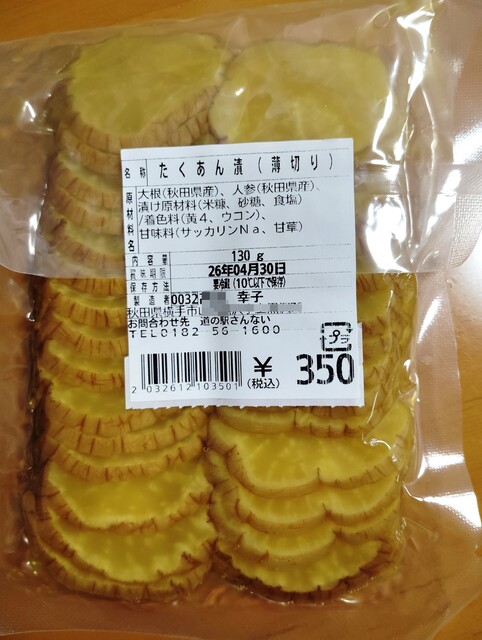 名称 たくあん漬(薄切り)
原材料名 大根(秋田県産)、人参(秋田県産)、
漬け原材料(米糠、砂糖、食塩)
/着色料(黄4、ウコン)、
甘味料(サッカリンNa、甘草)
内容量 130g
賞味期限 26年04月30日
保存方法 要冷蔵(10℃以下で保存)
製造者 0032 幸子
秋田県横手市
お問合わせ先 道の駅さんない
TEL0182-56-1600
プラ
¥350
(税込)
2 032612 103501